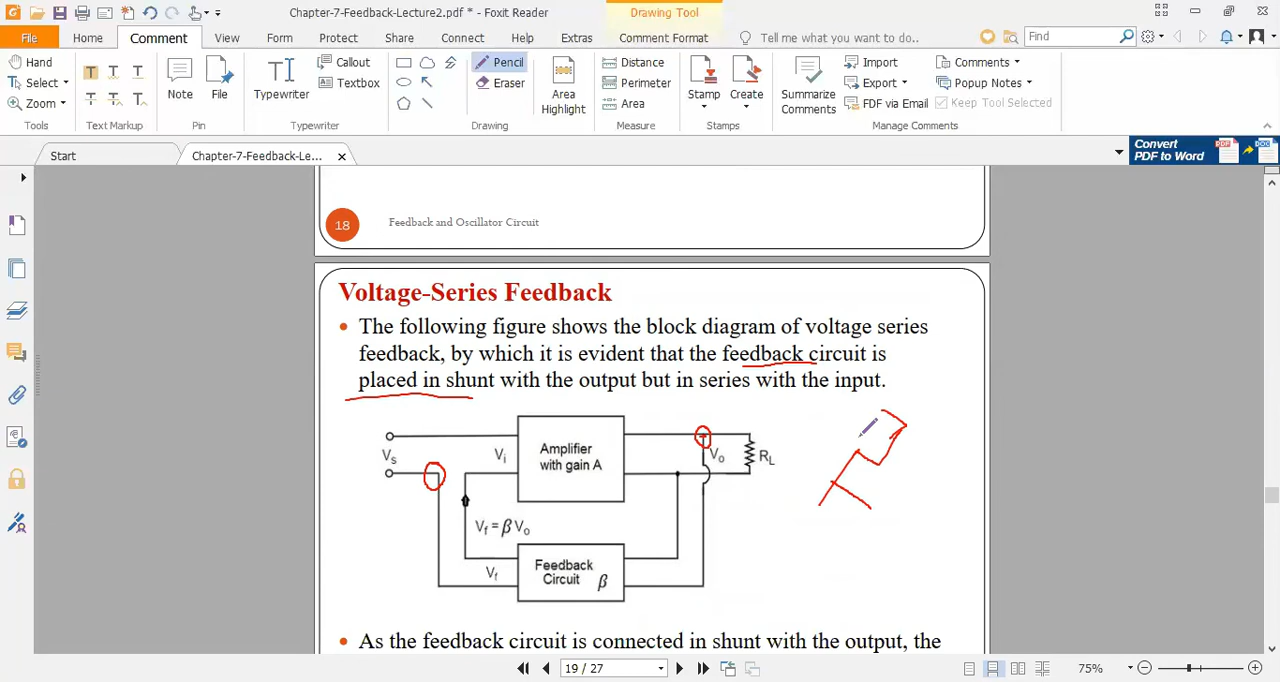 Chapter-7-Feedback-Lecture2.pdf * - Foxit Reader
Drawing Tool
File Home Comment View Form Protect Share Connect Help Extras Comment Format Tell me what you want to do.. Find
Hand
Select
Zoom
Tools
T T T
T T T
Text Markup
Note File
Pin
Typewriter
Callout
Textbox
Typewriter
Pencil
Eraser
Drawing
Area Highlight
Distance
Perimeter
Area
Measure
Stamp Create
Stamps
Summarize Comments
Import
Export
FDF via Email
Comments
Popup Notes
Keep Tool Selected
Manage Comments
Start
Chapter-7-Feedback-Le...
Convert
PDF to Word
18 Feedback and Oscillator Circuit
Voltage-Series Feedback
• The following figure shows the block diagram of voltage series
feedback, by which it is evident that the feedback circuit is
placed in shunt with the output but in series with the input.
Vs
Vi
Amplifier
with gain A
Vo
RL
Vf = β Vo
Vf
Feedback
Circuit β
• As the feedback circuit is connected in shunt with the output, the
19 / 27
75%